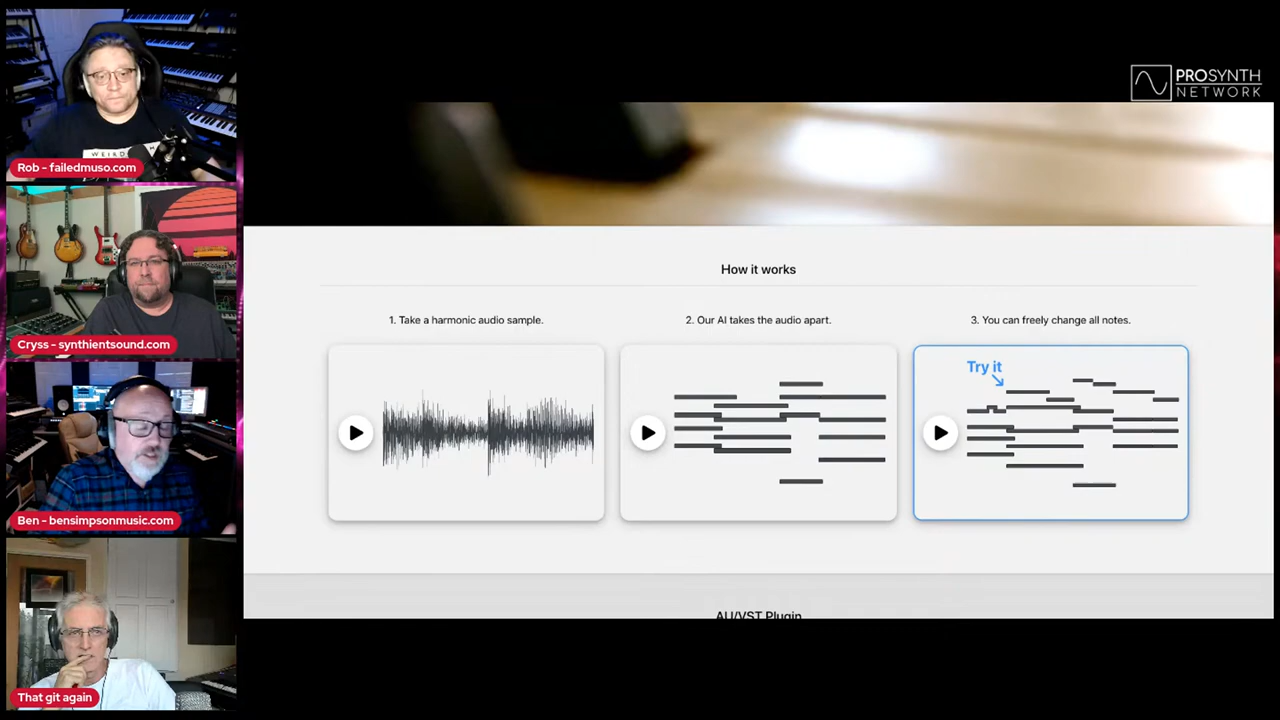 PROSYNTH
NETWORK
WEIRD
Rob - failedmuso.com
Cryss - synthientsound.com
Ben - bensimpsonmusic.com
That git again
How it works
1. Take a harmonic audio sample.
2. Our AI takes the audio apart.
3. You can freely change all notes.
Try it
AU/VST Plugin